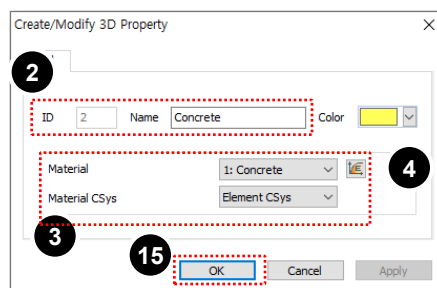 Create/Modify 3D Property
2
ID 2 Name Concrete Color
Material 1: Concrete 4
Material CSys Element CSys
3
15
OK Cancel Apply